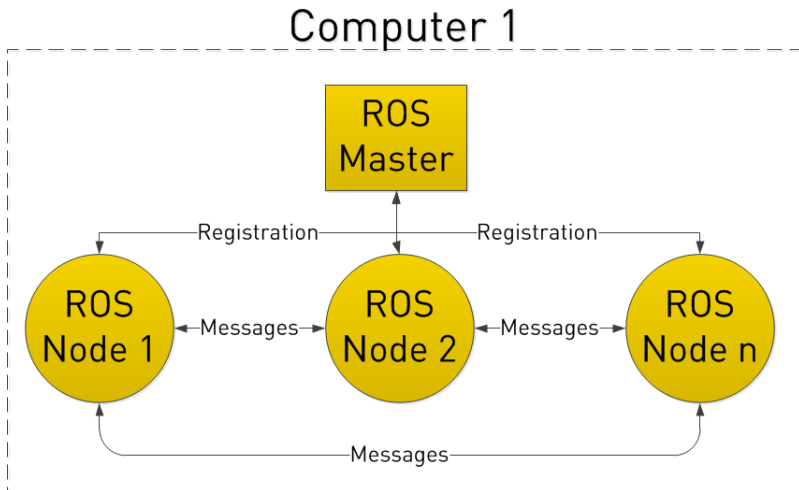 Computer 1
ROS
Master
Registration
Registration
ROS
Node 1
Messages
ROS
Node 2
Messages
ROS
Node n
Messages